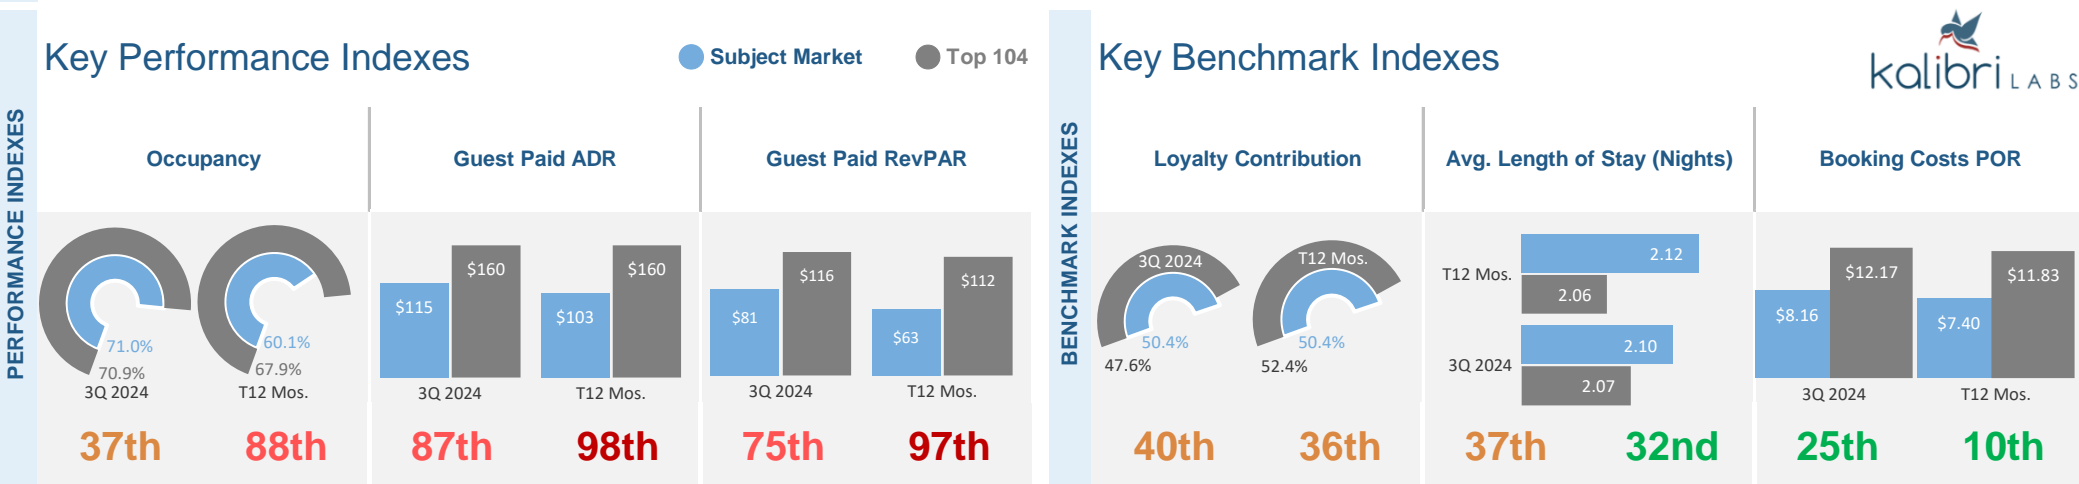 PERFORMANCE INDEXES
Key Performance Indexes
Subject Market
Top 104
Occupancy
Guest Paid ADR
Guest Paid RevPAR
71.0%
70.9%
3Q 2024
60.1%
67.9%
T12 Mos.
$115
$160
3Q 2024
$103
$160
T12 Mos.
$81
$116
3Q 2024
$63
$112
T12 Mos.
37th
88th
87th
98th
75th
97th
BENCHMARK INDEXES
Key Benchmark Indexes
kalibri LABS
Loyalty Contribution
Avg. Length of Stay (Nights)
Booking Costs POR
3Q 2024
50.4%
47.6%
T12 Mos.
50.4%
52.4%
T12 Mos.
2.12
2.06
3Q 2024
2.10
2.07
$8.16
$12.17
3Q 2024
$7.40
$11.83
T12 Mos.
40th
36th
37th
32nd
25th
10th